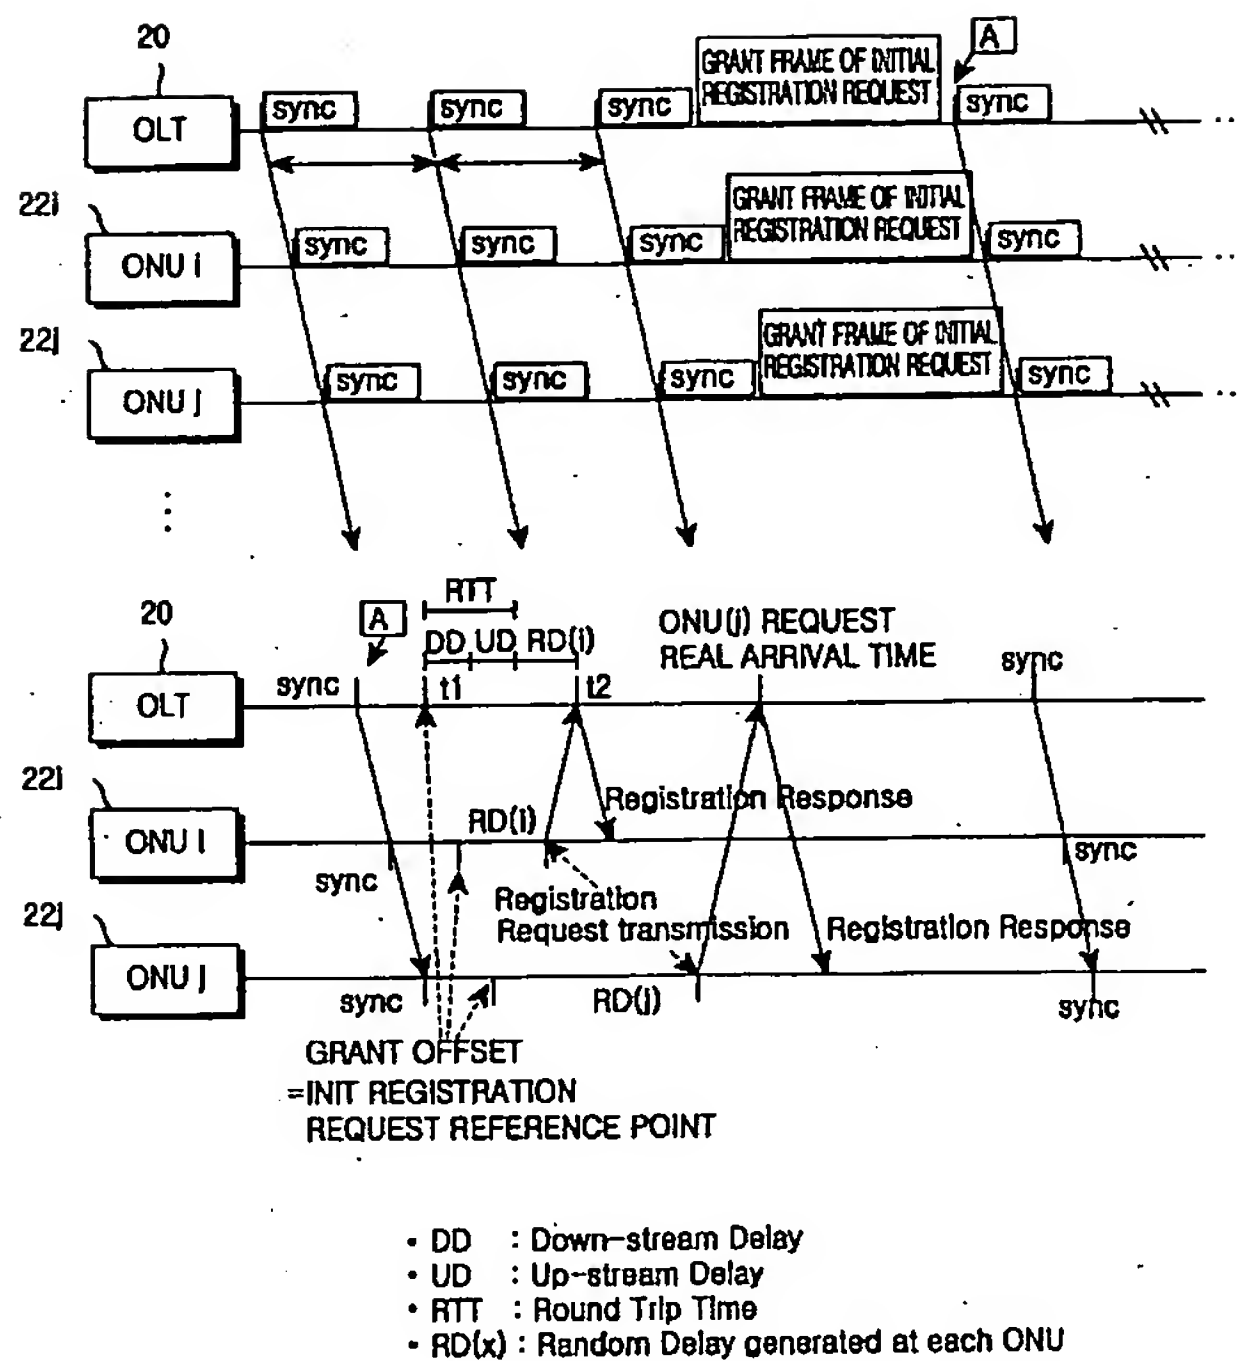 20
A
OLT
sync
sync
sync
GRANT FRAME OF INITIAL
REGISTRATION REQUEST
sync
22i
ONU i
sync
sync
sync
GRANT FRAME OF INITIAL
REGISTRATION REQUEST
sync
22j
ONU j
sync
sync
sync
GRANT FRAME OF INITIAL
REGISTRATION REQUEST
sync
RTT
20
A
DD UD RD(i)
ONU(j) REQUEST
REAL ARRIVAL TIME
sync
OLT
sync
t1
t2
22i
ONU i
RD(i)
Registration Response
sync
sync
22j
Registration
Request transmission
Registration Response
ONU j
sync
RD(j)
sync
GRANT OFFSET
=INIT REGISTRATION
REQUEST REFERENCE POINT
• DD : Down-stream Delay
• UD : Up-stream Delay
• RTT : Round Trip Time
• RD(x) : Random Delay generated at each ONU